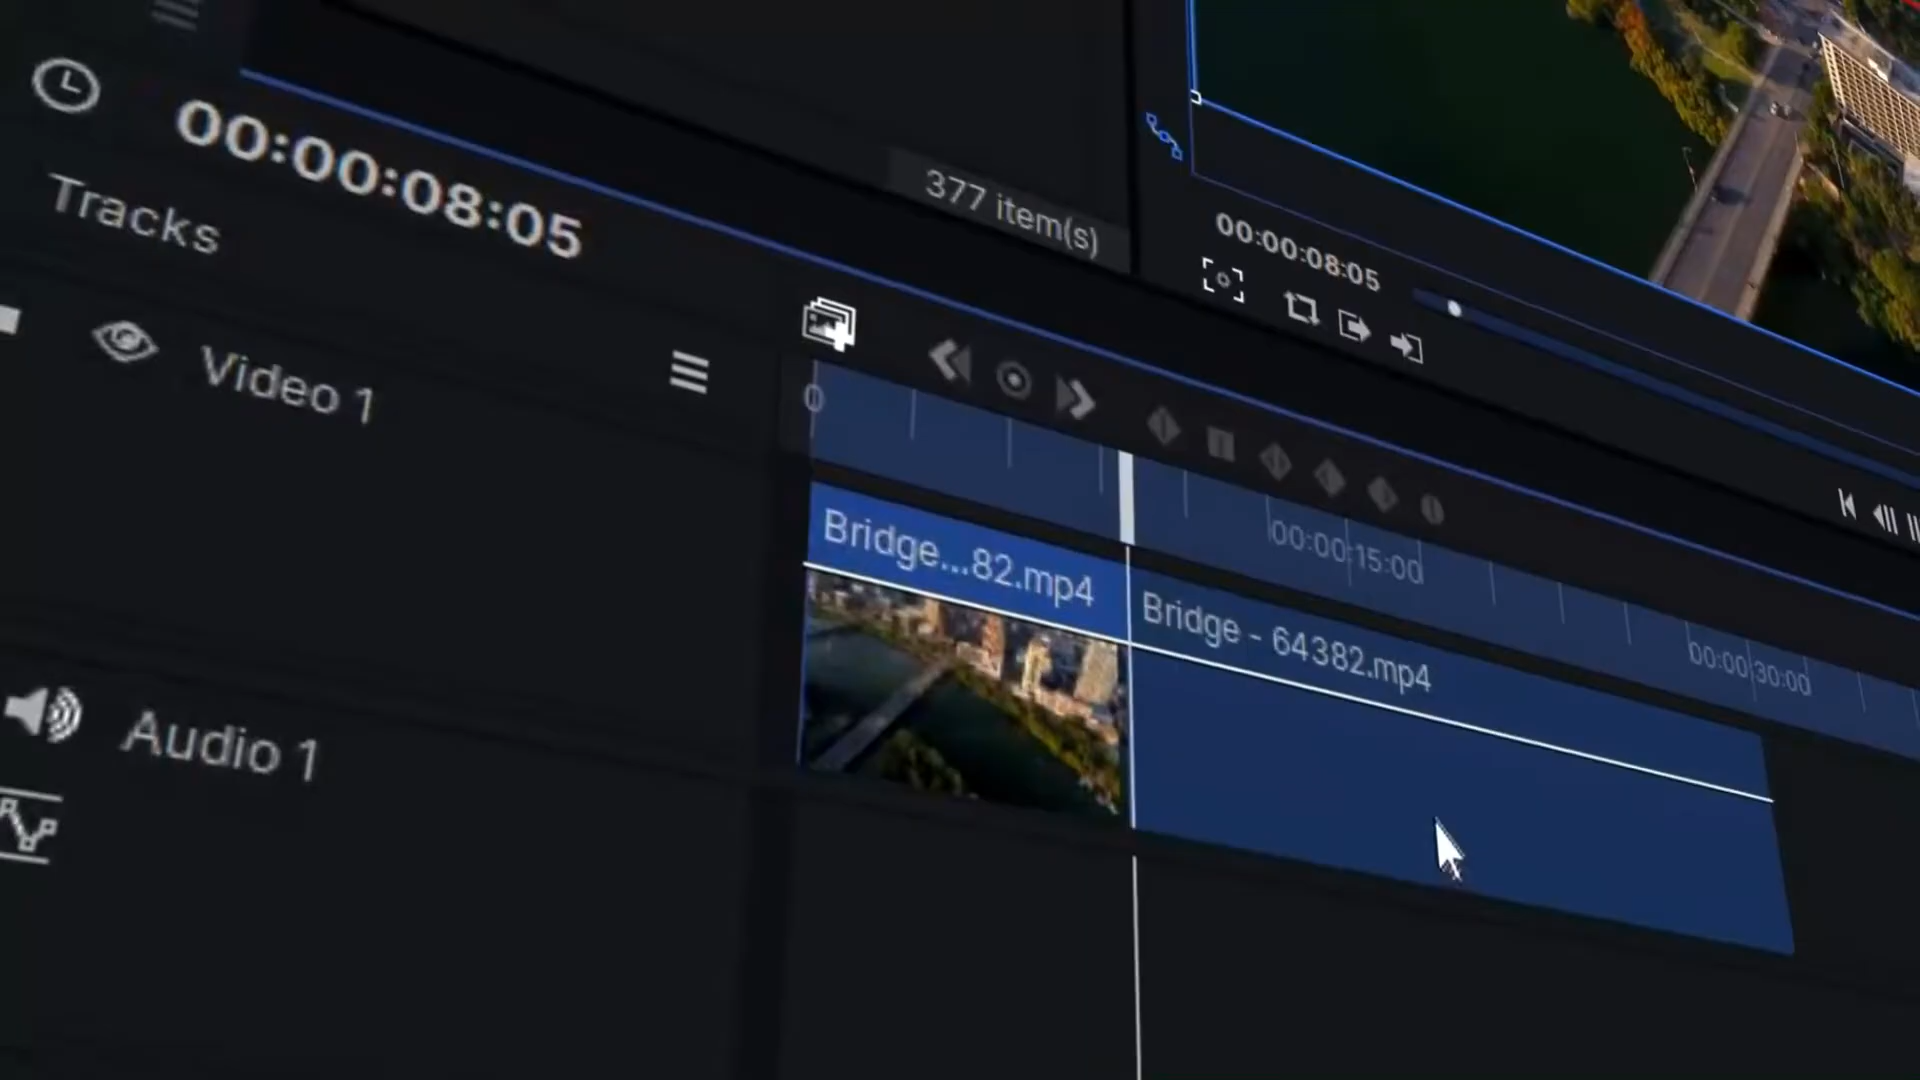 00:00:08:05
377 item(s)
00:00:08:05
Tracks
Video 1
0
00:00:15:00
00:00:30:00
Bridge...82.mp4
Bridge - 64382.mp4
Audio 1